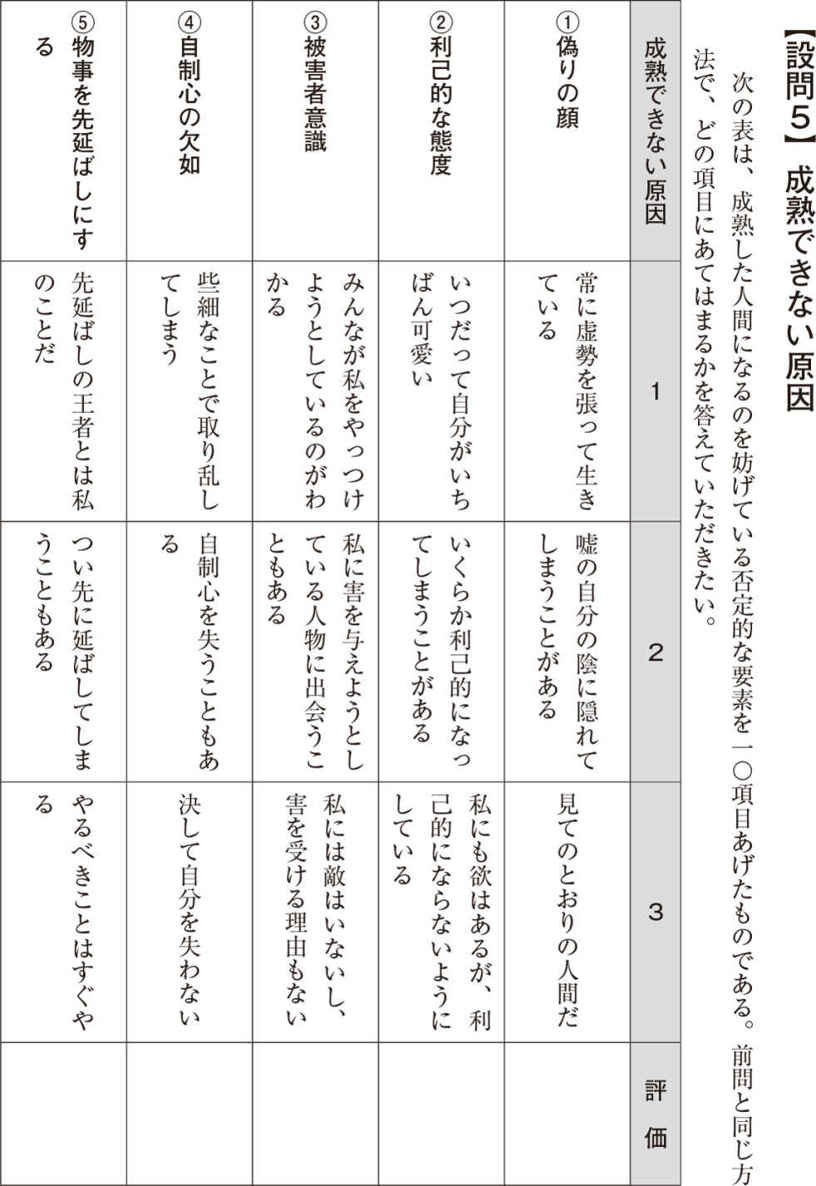 【設問5】 成熟できない原因
次の表は、成熟した人間になるのを妨げている否定的な要素を一〇項目あげたものである。前問と同じ方
法で、どの項目にあてはまるかを答えていただきたい。
成熟できない原因
1
2
3
評価
①偽りの顔
常に虚勢を張って生き
ている
嘘の自分の陰に隠れて
しまうことがある
見てのとおりの人間だ
②利己的な態度
いつだって自分がいち
ばん可愛い
いくらか利己的になっ
てしまうことがある
私にも欲はあるが、利
己的にならないように
している
③被害者意識
みんなが私をやっつけ
ようとしているのがわ
かる
私に害を与えようとし
ている人物に出会うこ
ともある
私には敵はいないし、
害を受ける理由もない
④自制心の欠如
些細なことで取り乱し
てしまう
自制心を失うこともあ
る
決して自分を失わない
⑤物事を先延ばしにす
る
先延ばしの王者とは私
のことだ
つい先に延ばしてしま
うこともある
やるべきことはすぐや
る